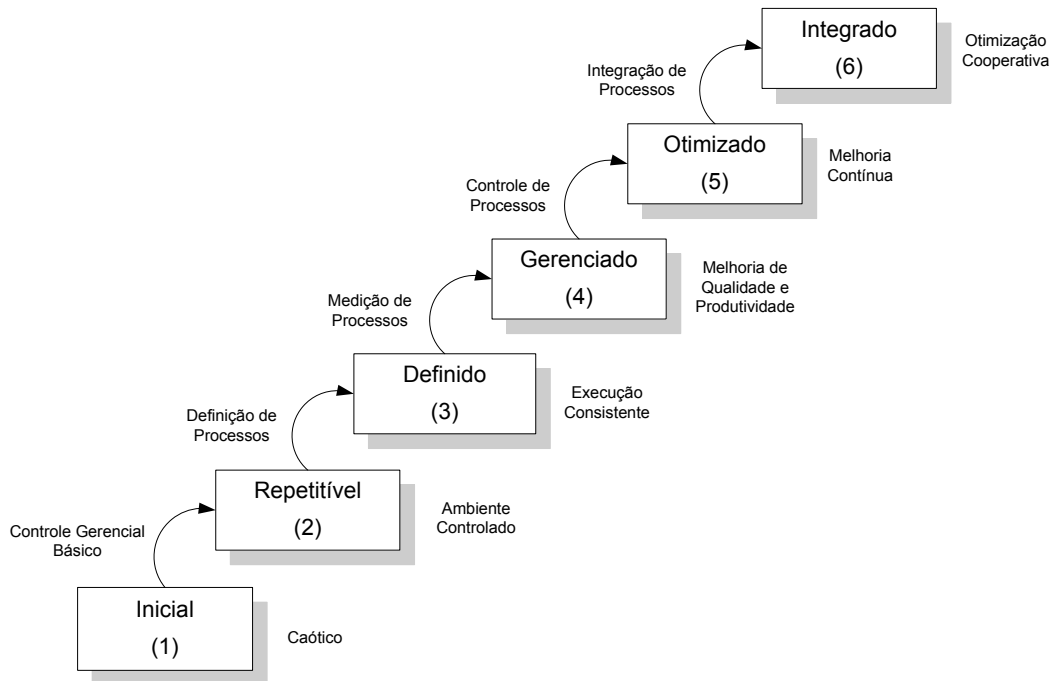 Integrado
(6)
Otimização
Cooperativa
Integração de
Processos
Otimizado
(5)
Melhoria
Contínua
Controle de
Processos
Gerenciado
(4)
Melhoria de
Qualidade e
Produtividade
Medição de
Processos
Definido
(3)
Execução
Consistente
Definição de
Processos
Repetitível
(2)
Ambiente
Controlado
Controle Gerencial
Básico
Inicial
(1)
Caótico